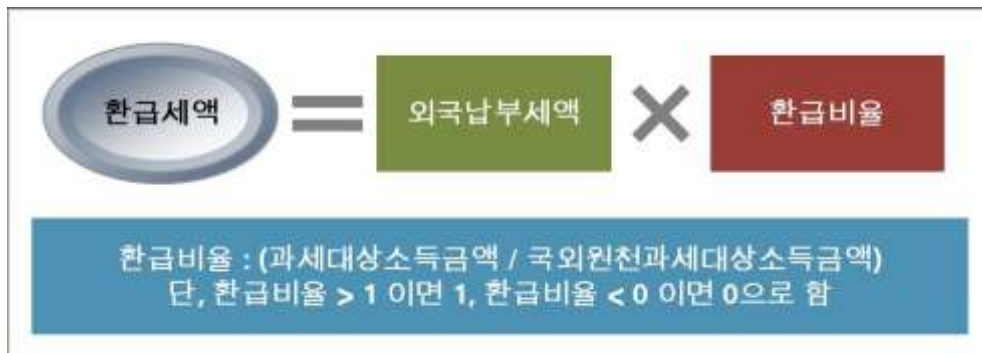 환급세액 = 외국납부세액 × 환급비율
환급비율 : (과세대상소득금액 / 국외원천과세대상소득금액)
단, 환급비율 > 1 이면 1, 환급비율 < 0 이면 0으로 함